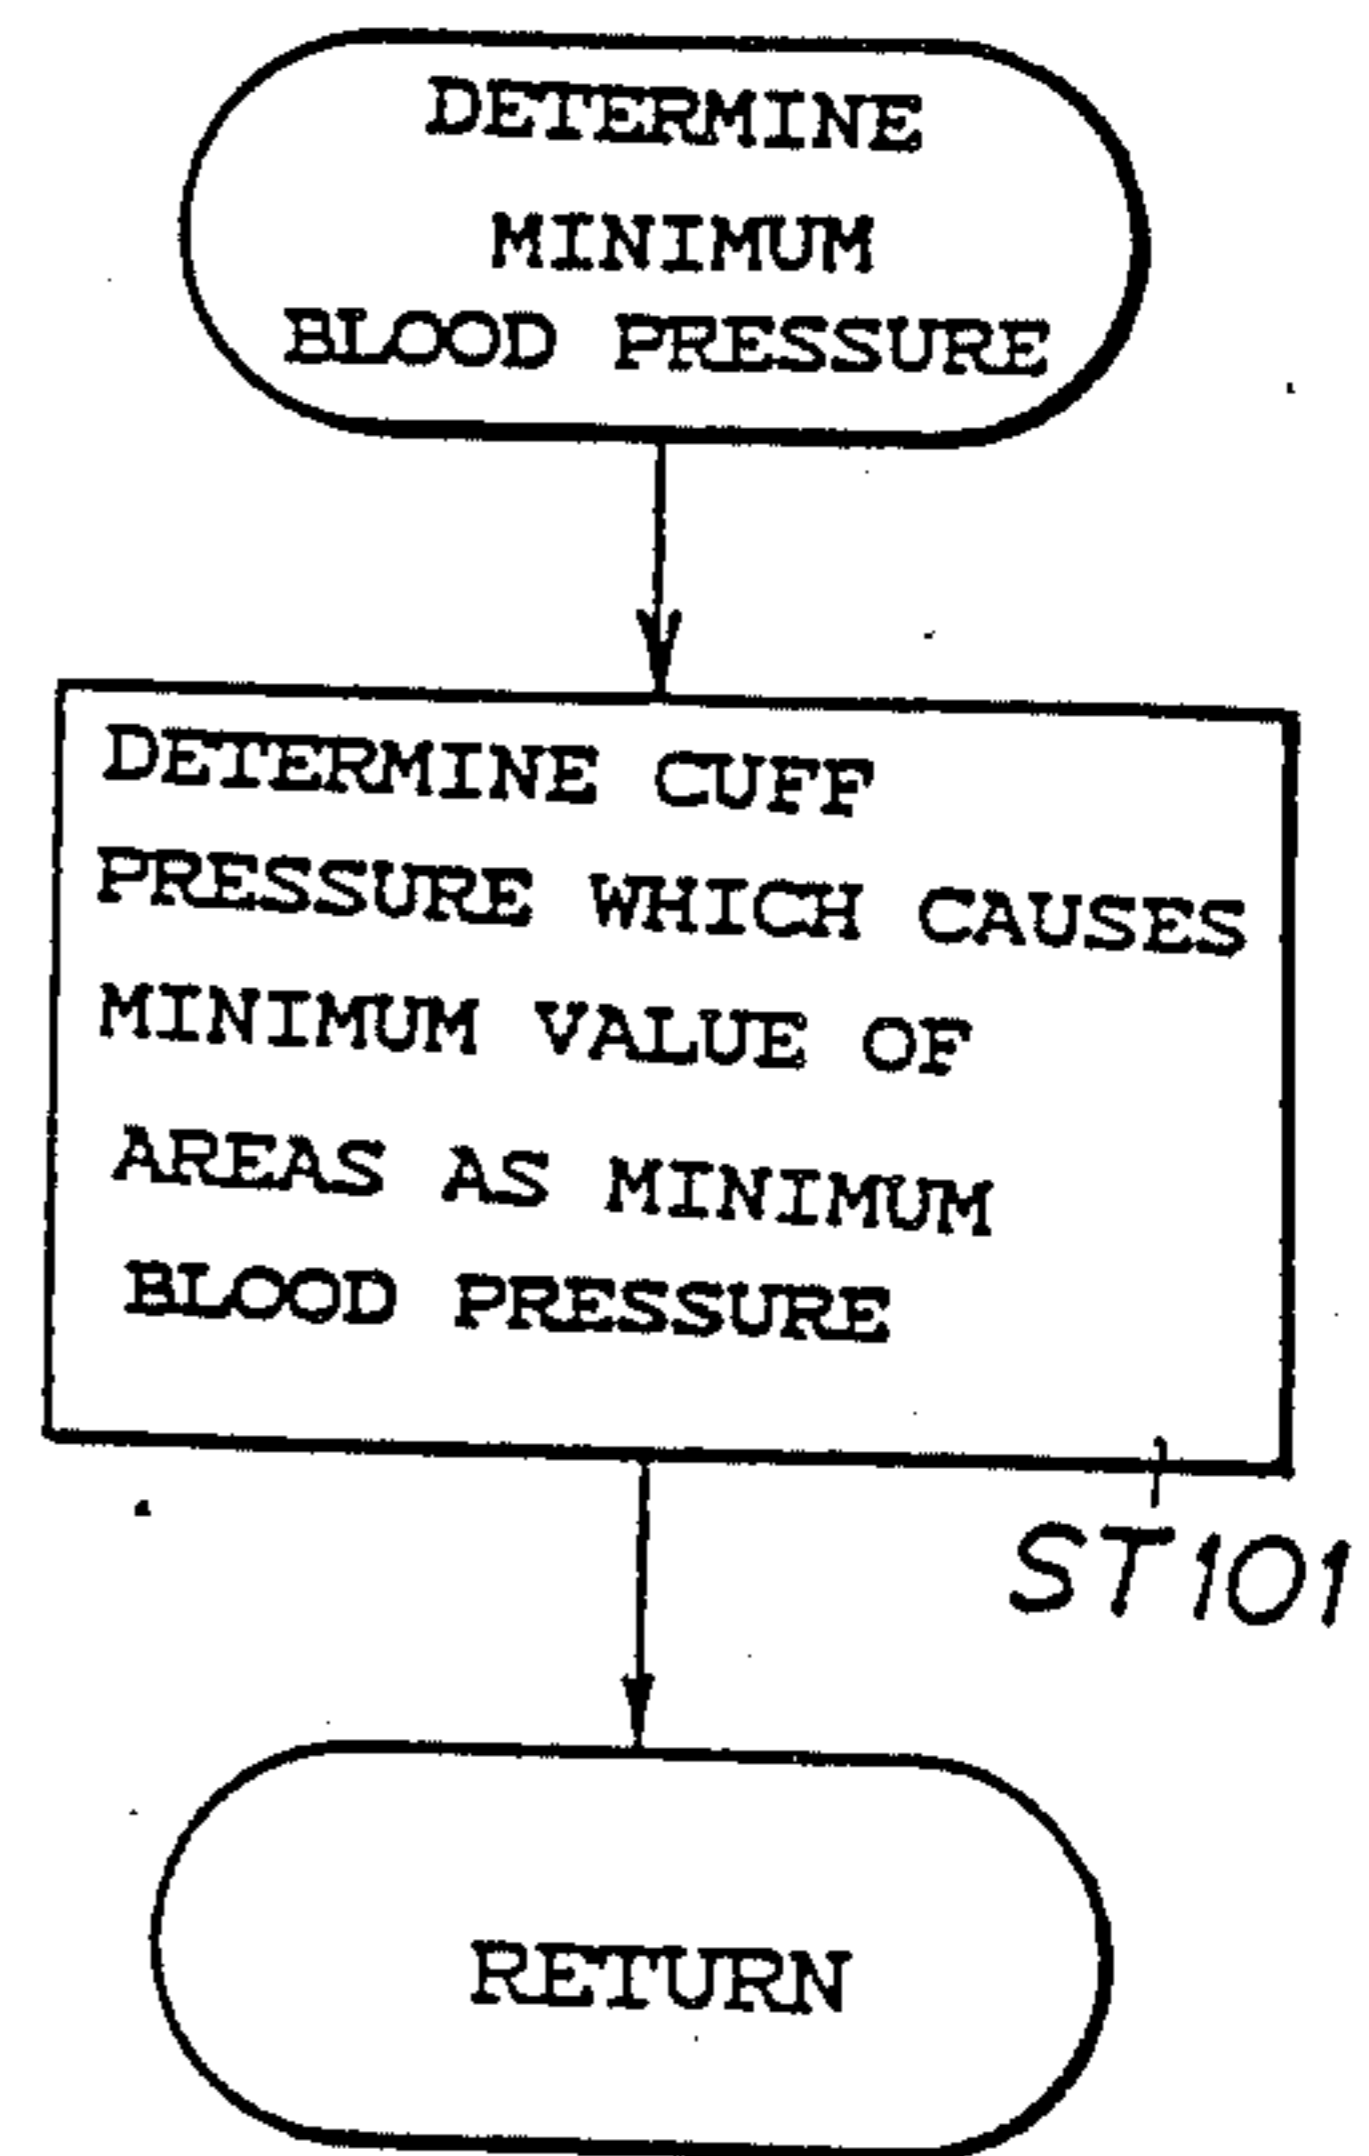 DETERMINE
MINIMUM
BLOOD PRESSURE
DETERMINE CUFF
PRESSURE WHICH CAUSES
MINIMUM VALUE OF
AREAS AS MINIMUM
BLOOD PRESSURE
ST101
RETURN